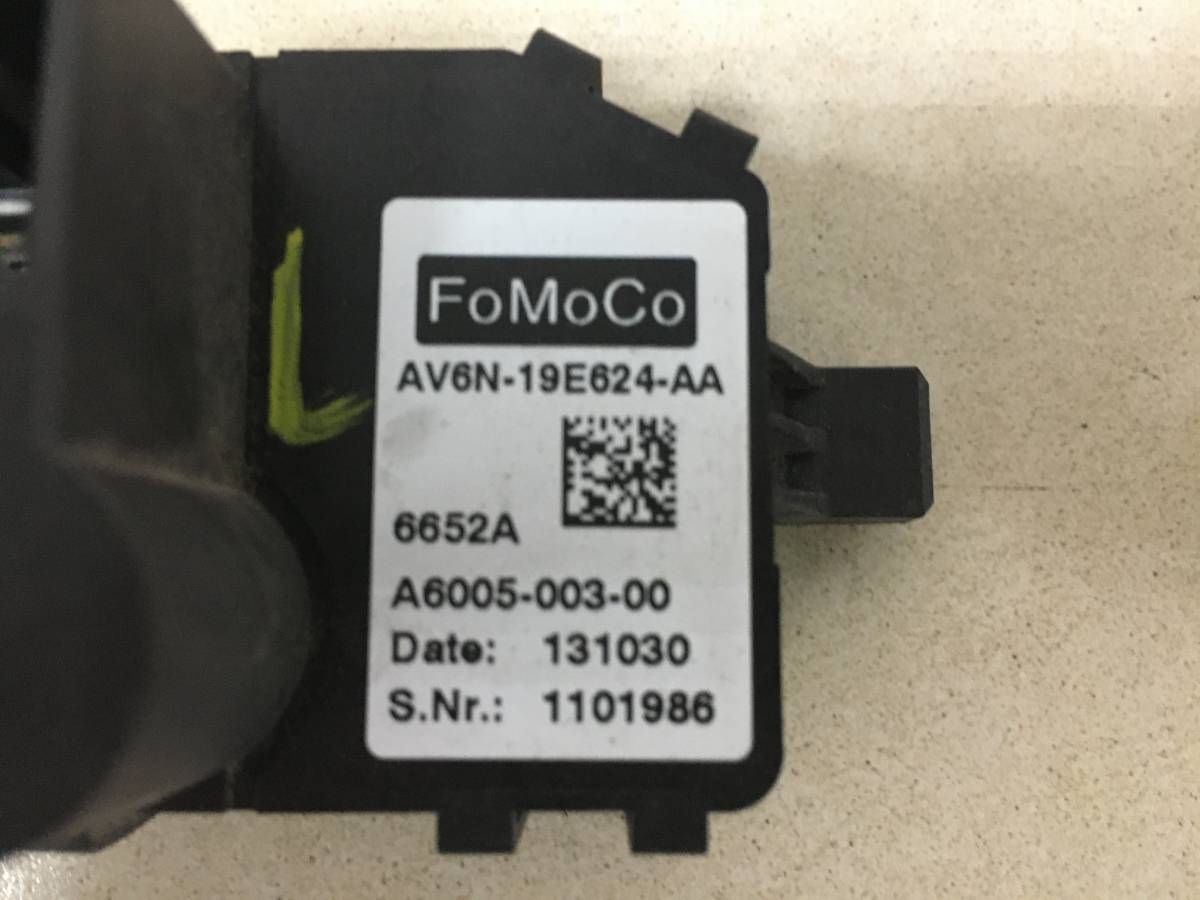 L
FoMoCo
AV6N-19E624-AA
6652A
A6005-003-00
Date: 131030
S.Nr.: 1101986